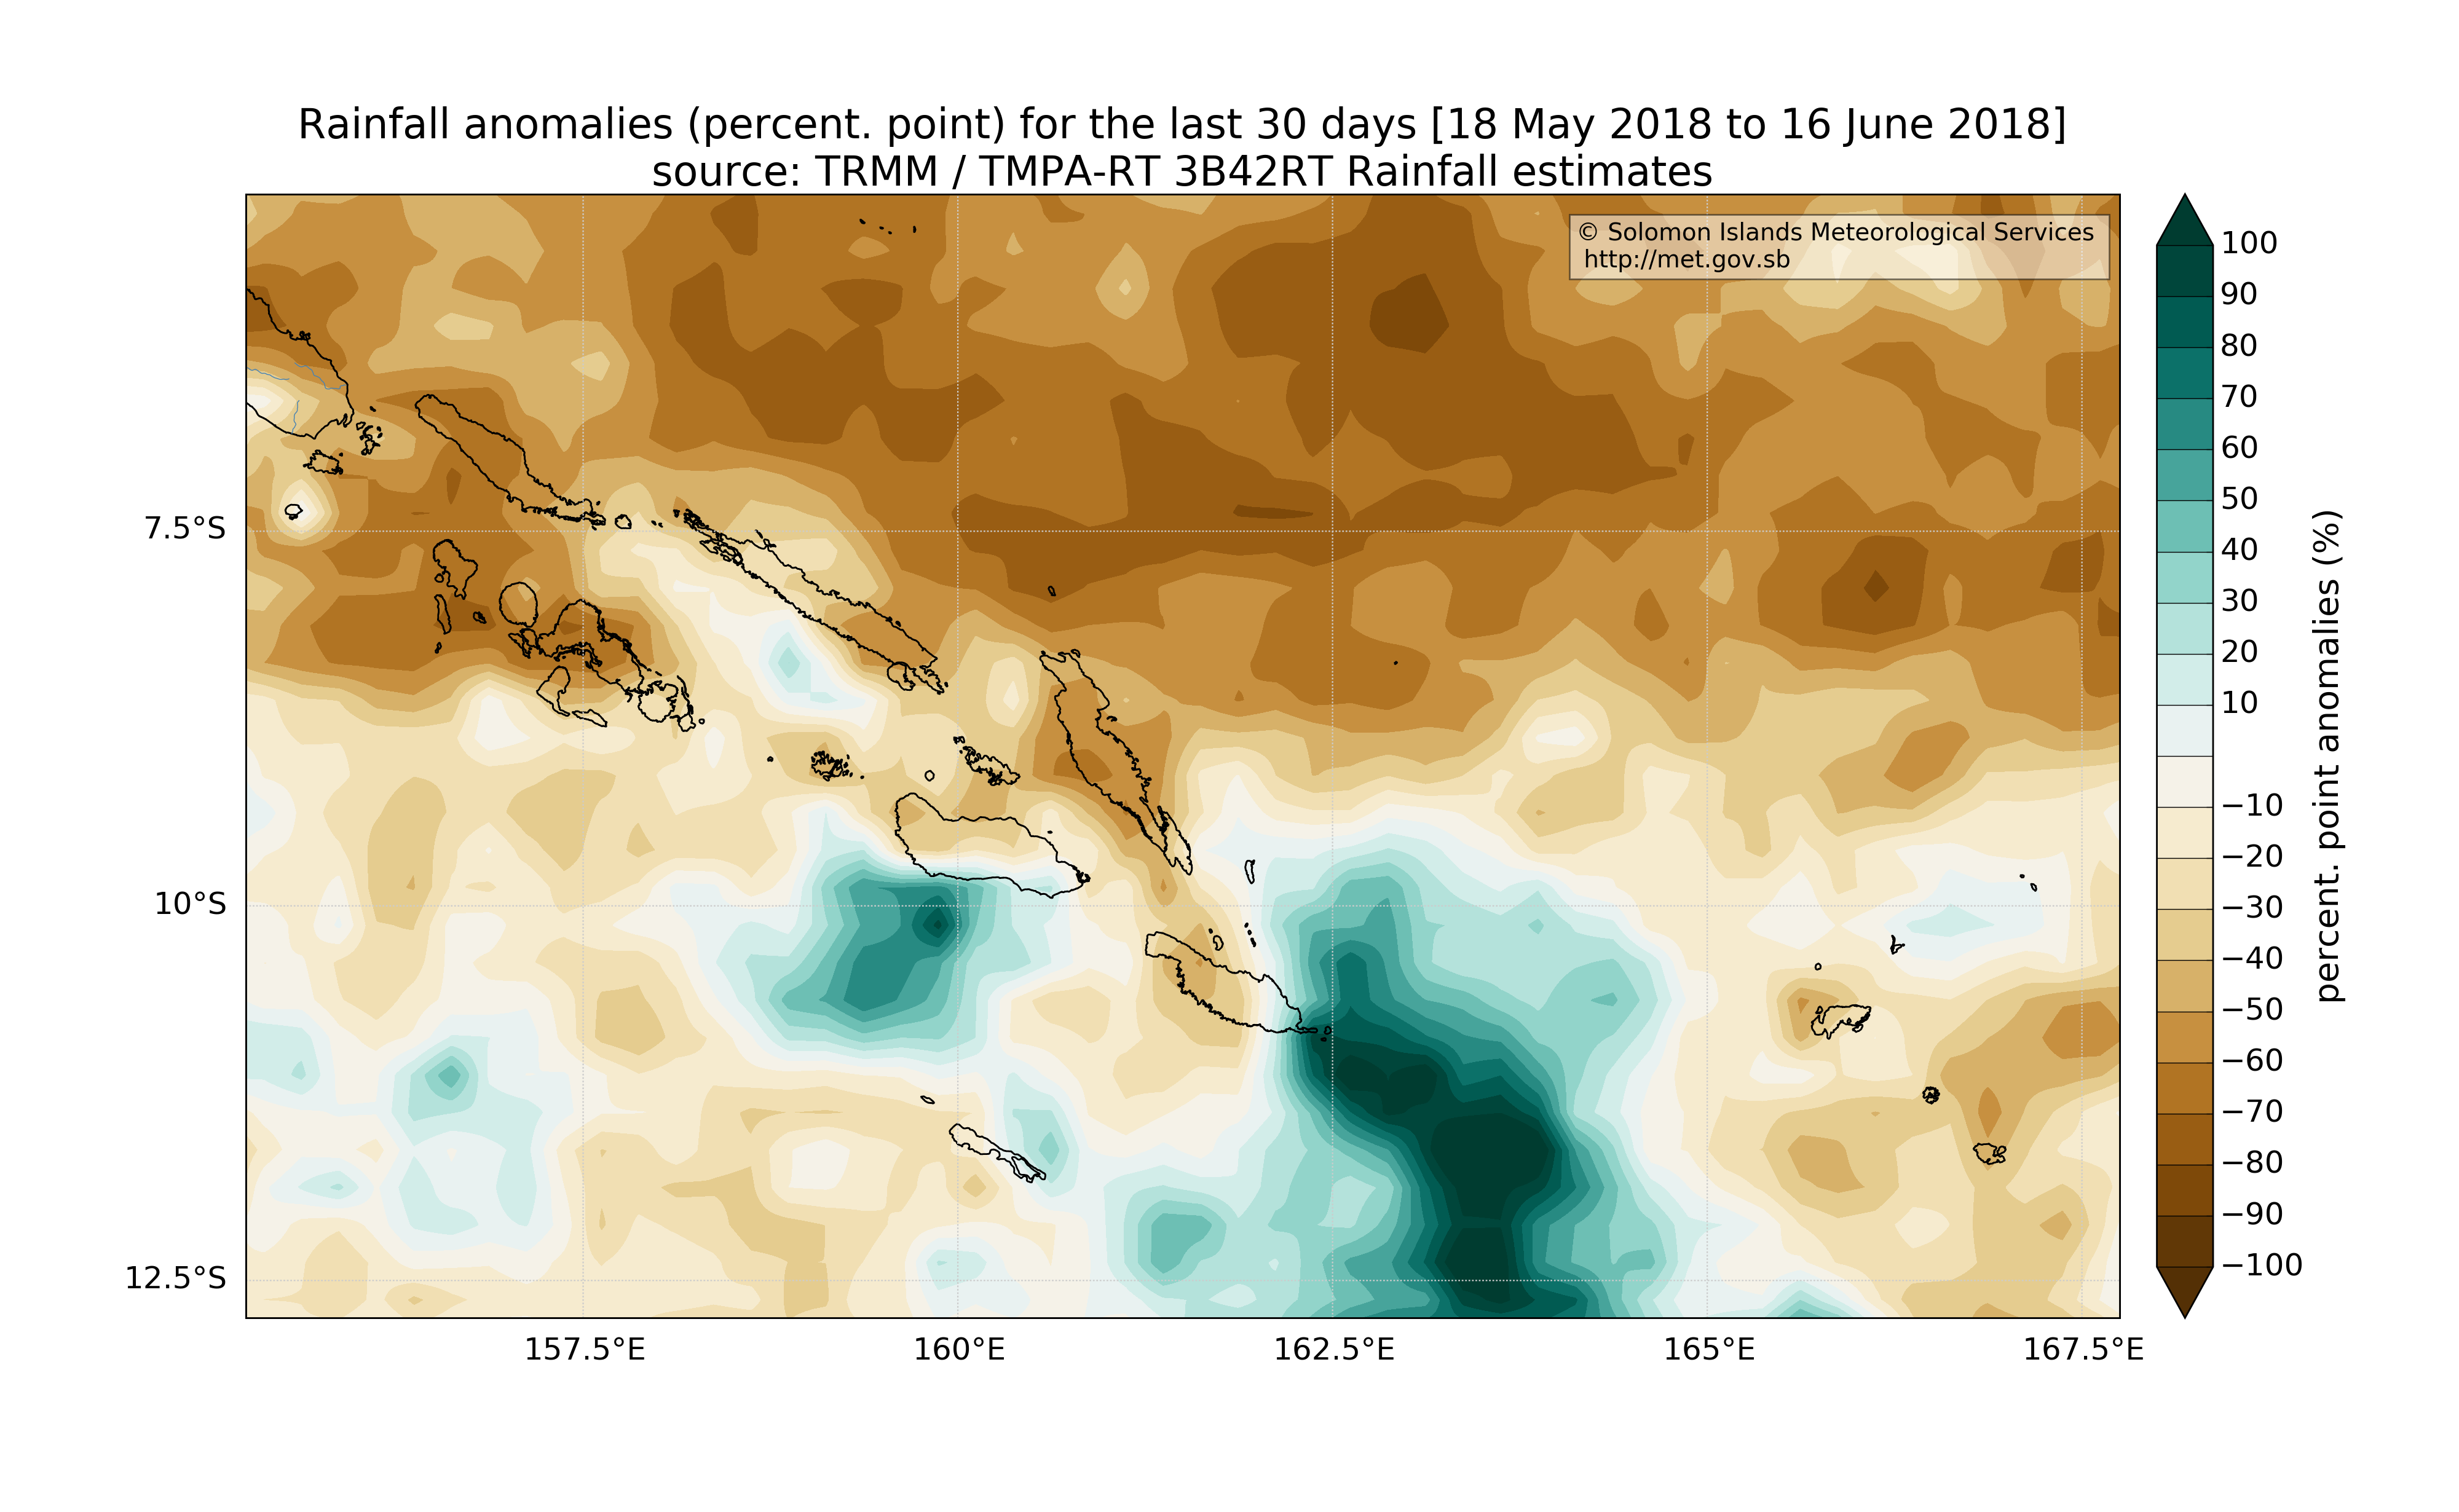 Rainfall anomalies (percent. point) for the last 30 days [18 May 2018 to 16 June 2018]
source: TRMM / TMPA-RT 3B42RT Rainfall estimates
© Solomon Islands Meteorological Services
http://met.gov.sb
7.5°S
10°S
12.5°S
157.5°E
160°E
162.5°E
165°E
167.5°E
100
90
80
70
60
50
40
30
20
10
−10
−20
−30
−40
−50
−60
−70
−80
−90
−100
percent. point anomalies (%)